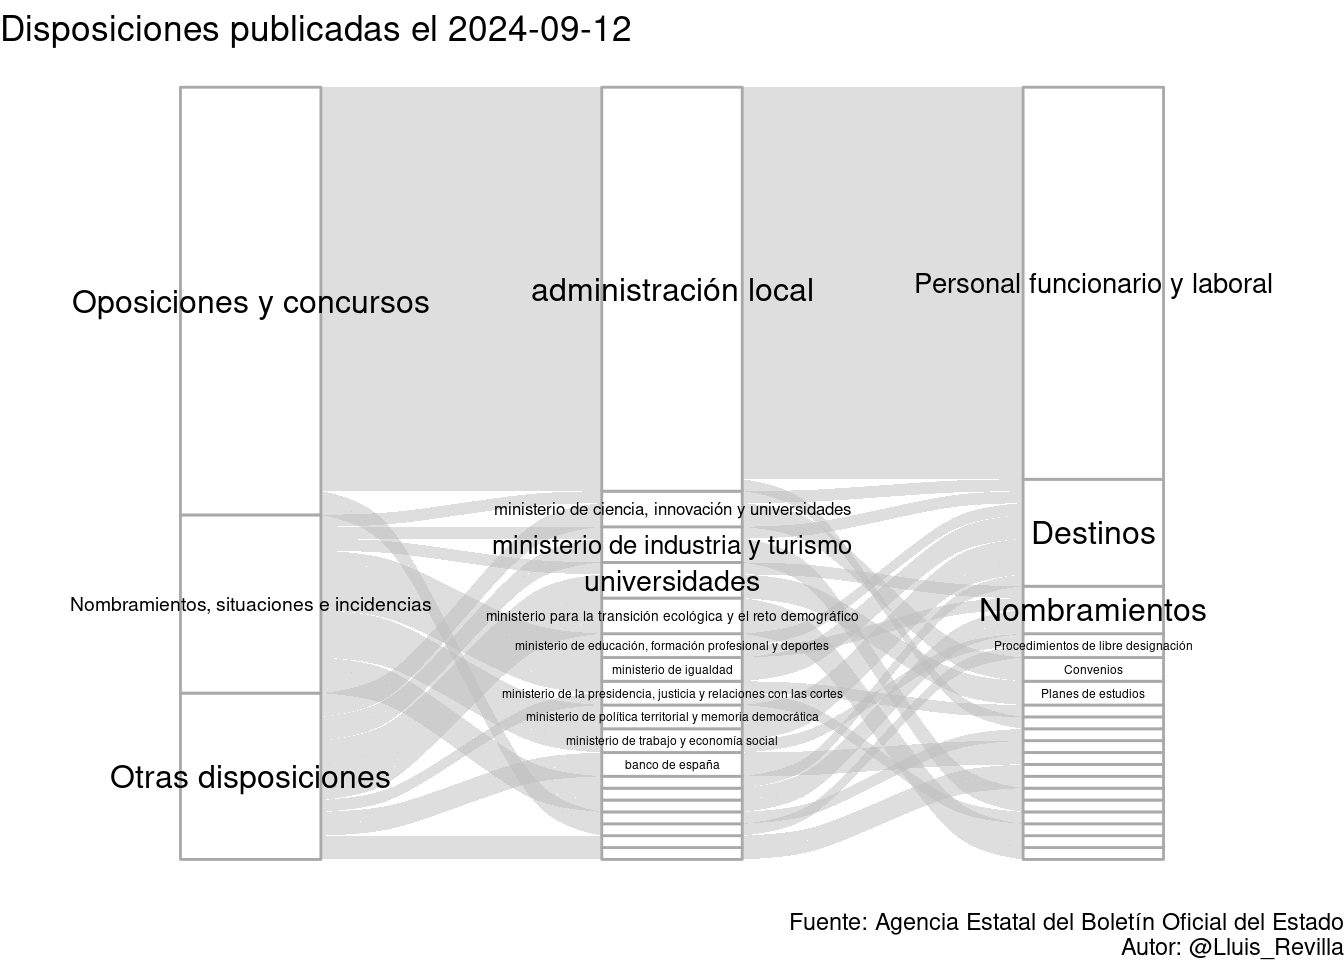 Disposiciones publicadas el 2024-09-12
Oposiciones y concursos
Nombramientos, situaciones e incidencias
Otras disposiciones
administración local
ministerio de ciencia, innovación y universidades
ministerio de industria y turismo
universidades
ministerio para la transición ecológica y el reto demográfico
ministerio de educación, formación profesional y deportes
ministerio de igualdad
ministerio de la presidencia, justicia y relaciones con las cortes
ministerio de política territorial y memoria democrática
ministerio de trabajo y economía social
banco de españa
Personal funcionario y laboral
Destinos
Nombramientos
Procedimientos de libre designación
Convenios
Planes de estudios
Fuente: Agencia Estatal del Boletín Oficial del Estado
Autor: @Lluis_Revilla